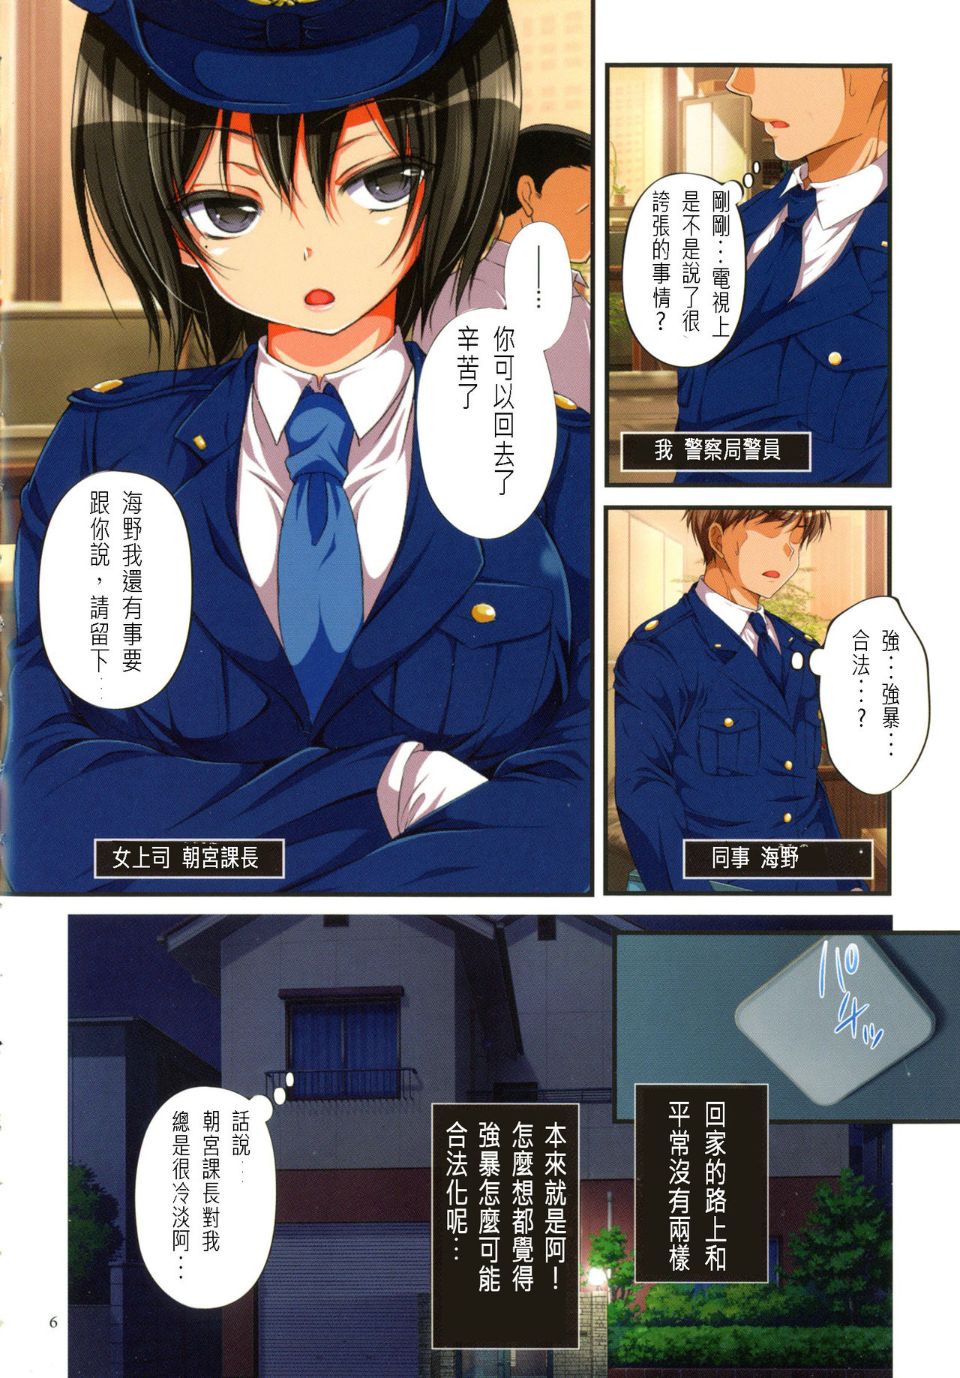 剛剛…電視上
是不是說了很
誇張的事情?
我 警察局警員
強…強暴…
合法…?
同事 海野
———…
你可以回去了
辛苦了
海野我還有事要
跟你說,請留下…
女上司 朝宮課長
パチッ
回家的路上和
平常沒有兩樣
本來就是阿!
怎麼想都覺得
強暴怎麼可能
合法化呢…
話說…
朝宮課長對我
總是很冷淡阿…
6